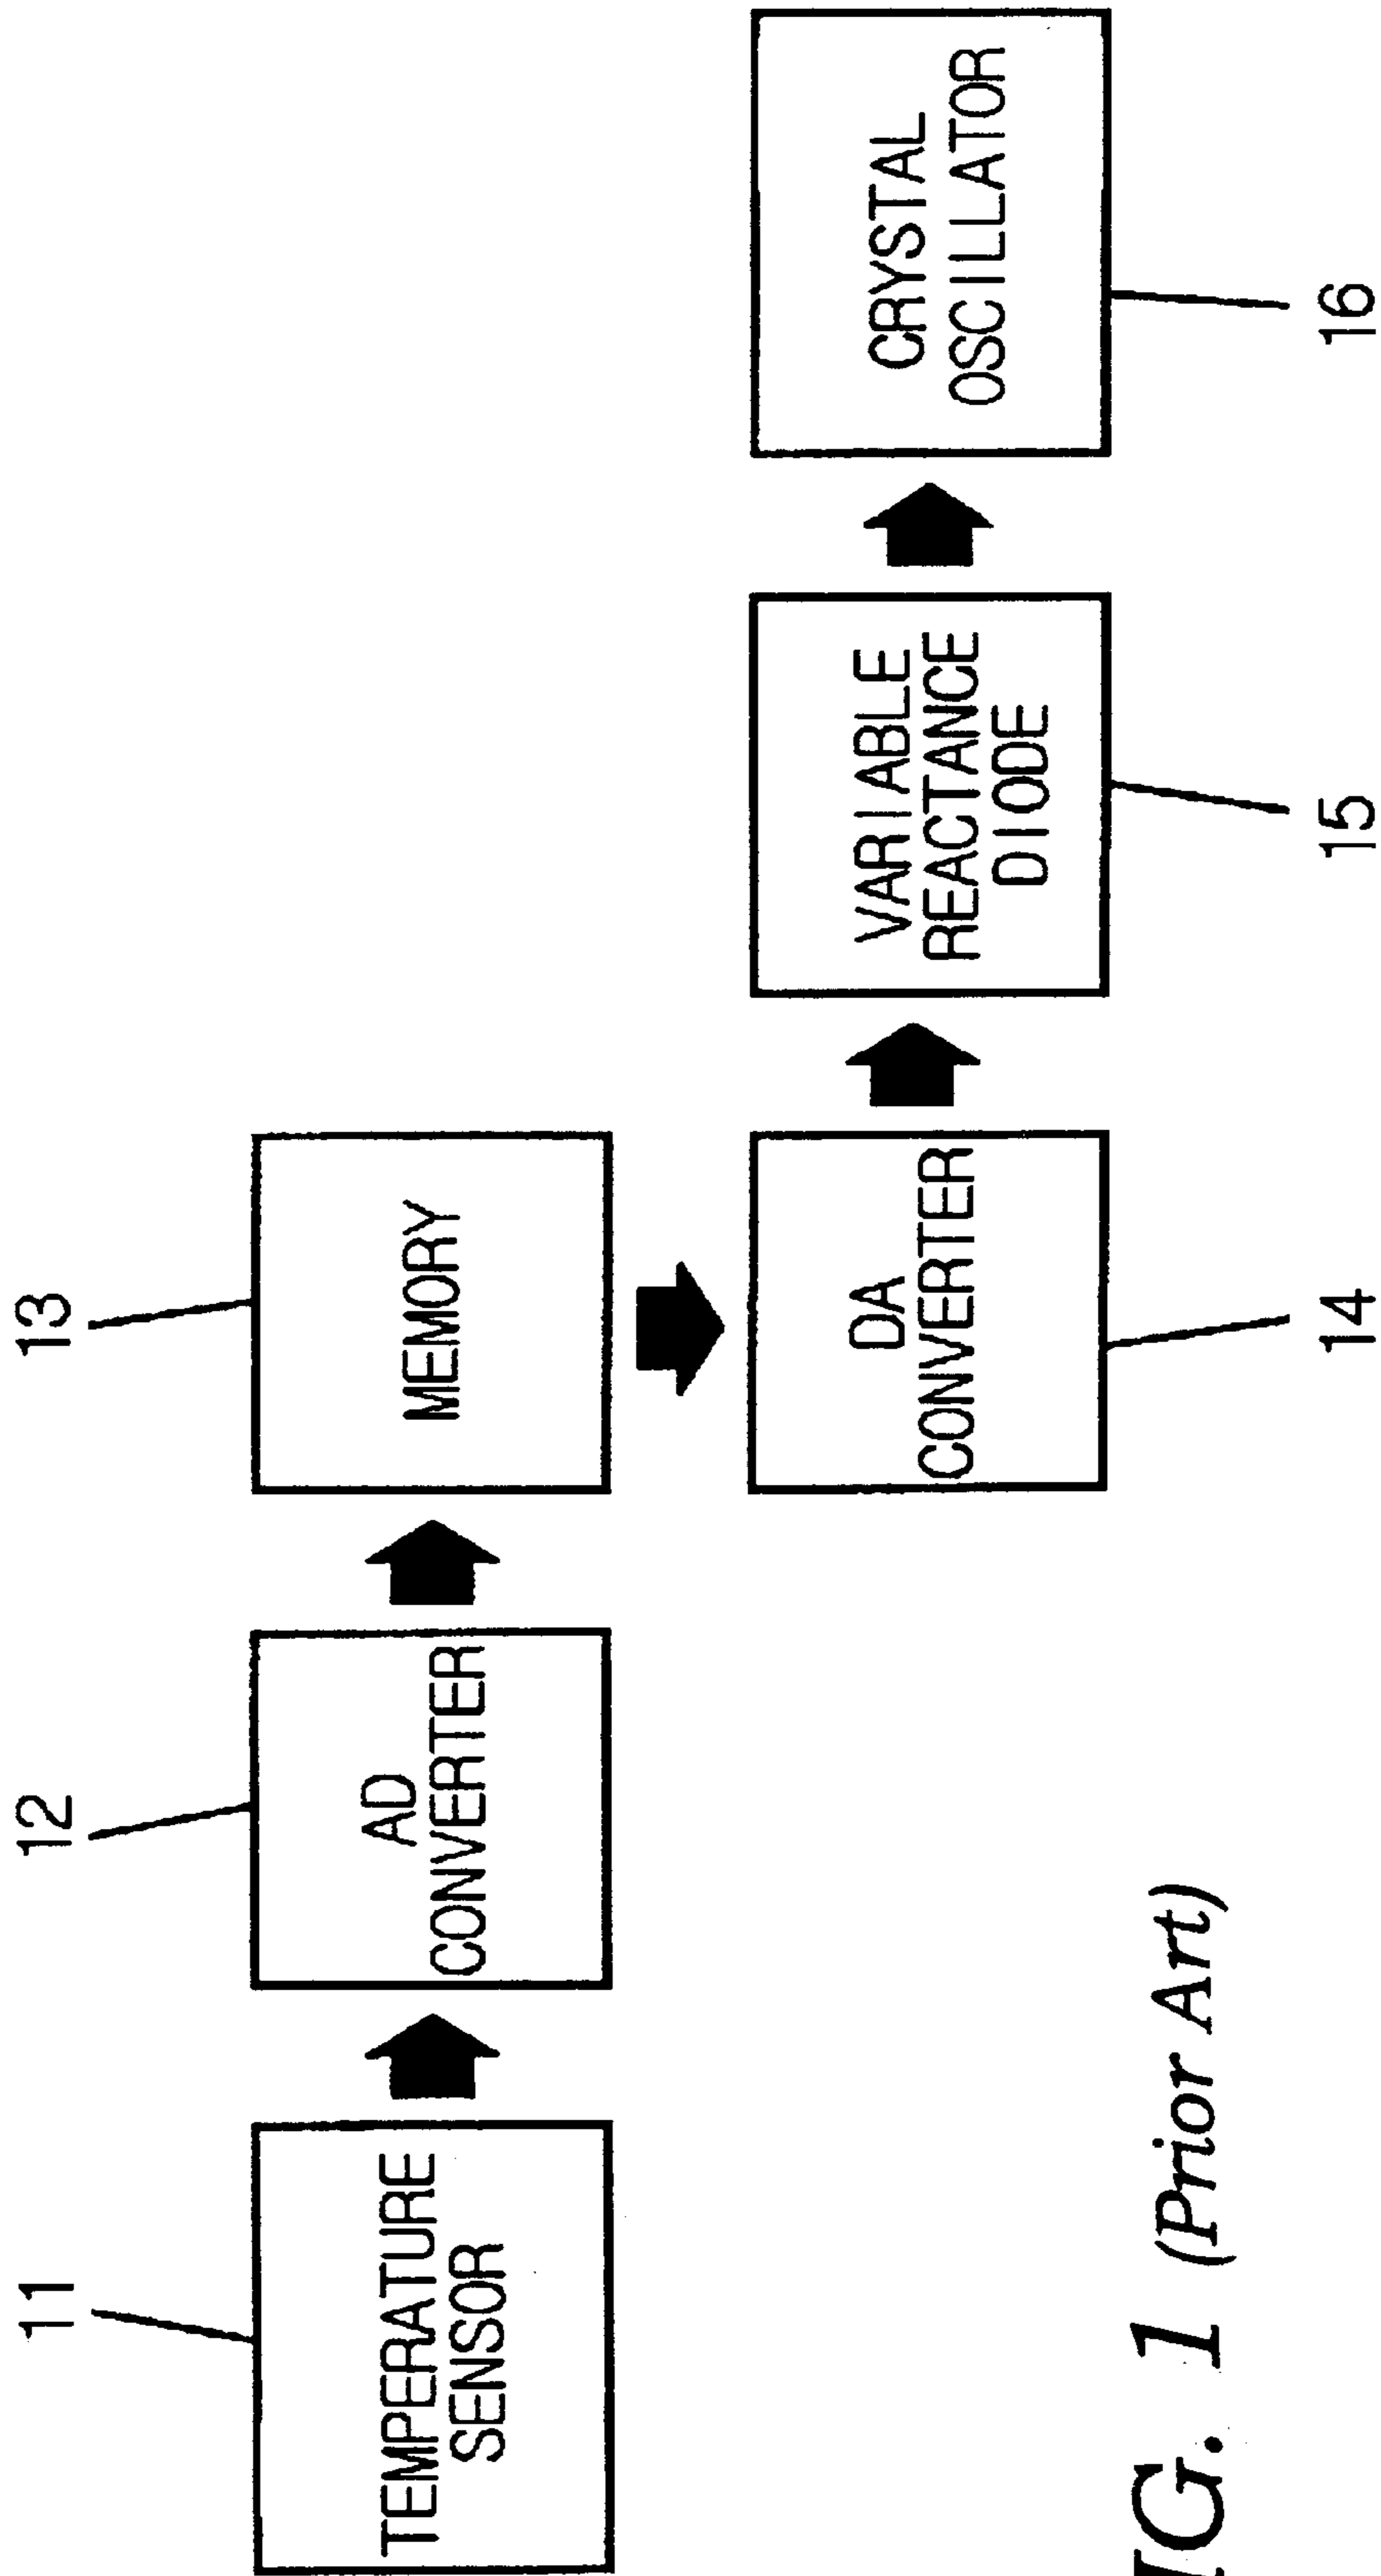 11
12
13
TEMPERATURE
SENSOR
AD
CONVERTER
MEMORY
DA
CONVERTER
VARIABLE
REACTANCE
DIODE
CRYSTAL
OSCILLATOR
14
15
16
IG. 1 (Prior Art)